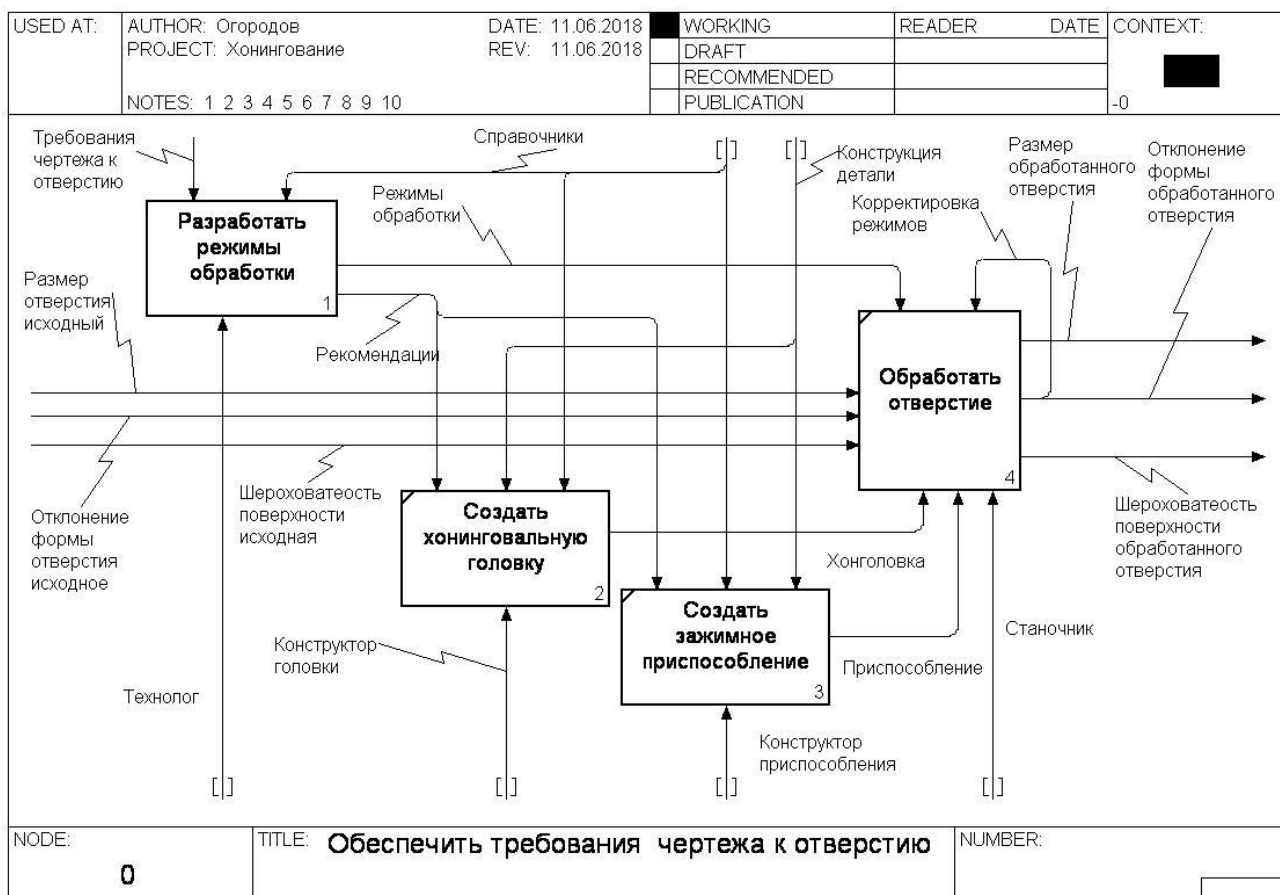 USED AT:
AUTHOR: Огородов
DATE: 11.06.2018
PROJECT: Хонингование
REV: 11.06.2018
NOTES: 1 2 3 4 5 6 7 8 9 10
WORKING
DRAFT
RECOMMENDED
PUBLICATION
READER
DATE
CONTEXT:
-0
Требования
чертежа к
отверстию
Справочники
[ ]
[ ]
Конструкция
детали
Размер
обработанного
отверстия
Отклонение
формы
обработанного
отверстия
Режимы
обработки
Корректировка
режимов
Разработать
режимы
обработки
1
Размер
отверстия
исходный
Рекомендации
Обработать
отверстие
4
Отклонение
формы
отверстия
исходное
Шероховатеость
поверхности
исходная
Создать
хонинговальную
головку
2
Хонголовка
Шероховатеость
поверхности
обработанного
отверстия
Создать
зажимное
приспособление
3
Конструктор
головки
Приспособление
Станочник
Технолог
Конструктор
приспособления
[ ]
[ ]
[ ]
[ ]
NODE:
0
TITLE: Обеспечить требования чертежа к отверстию
NUMBER: